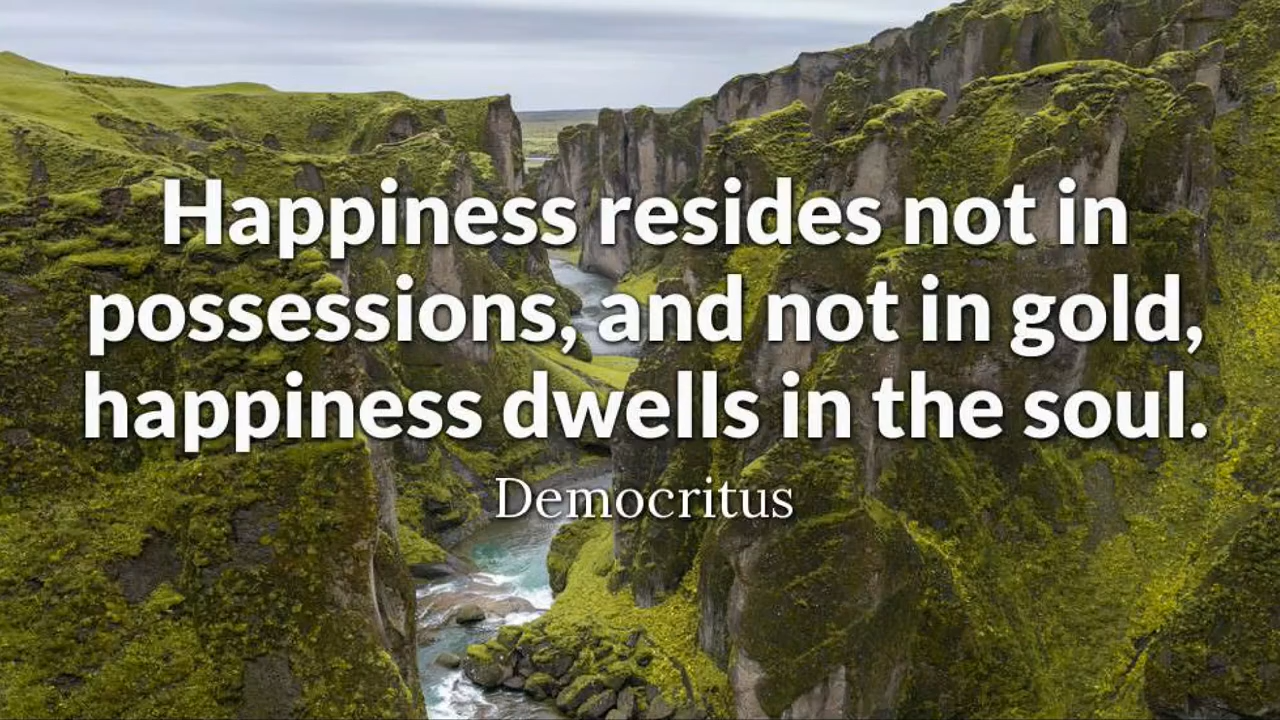 Happiness resides not in
possessions, and not in gold,
happiness dwells in the soul.
Democritus